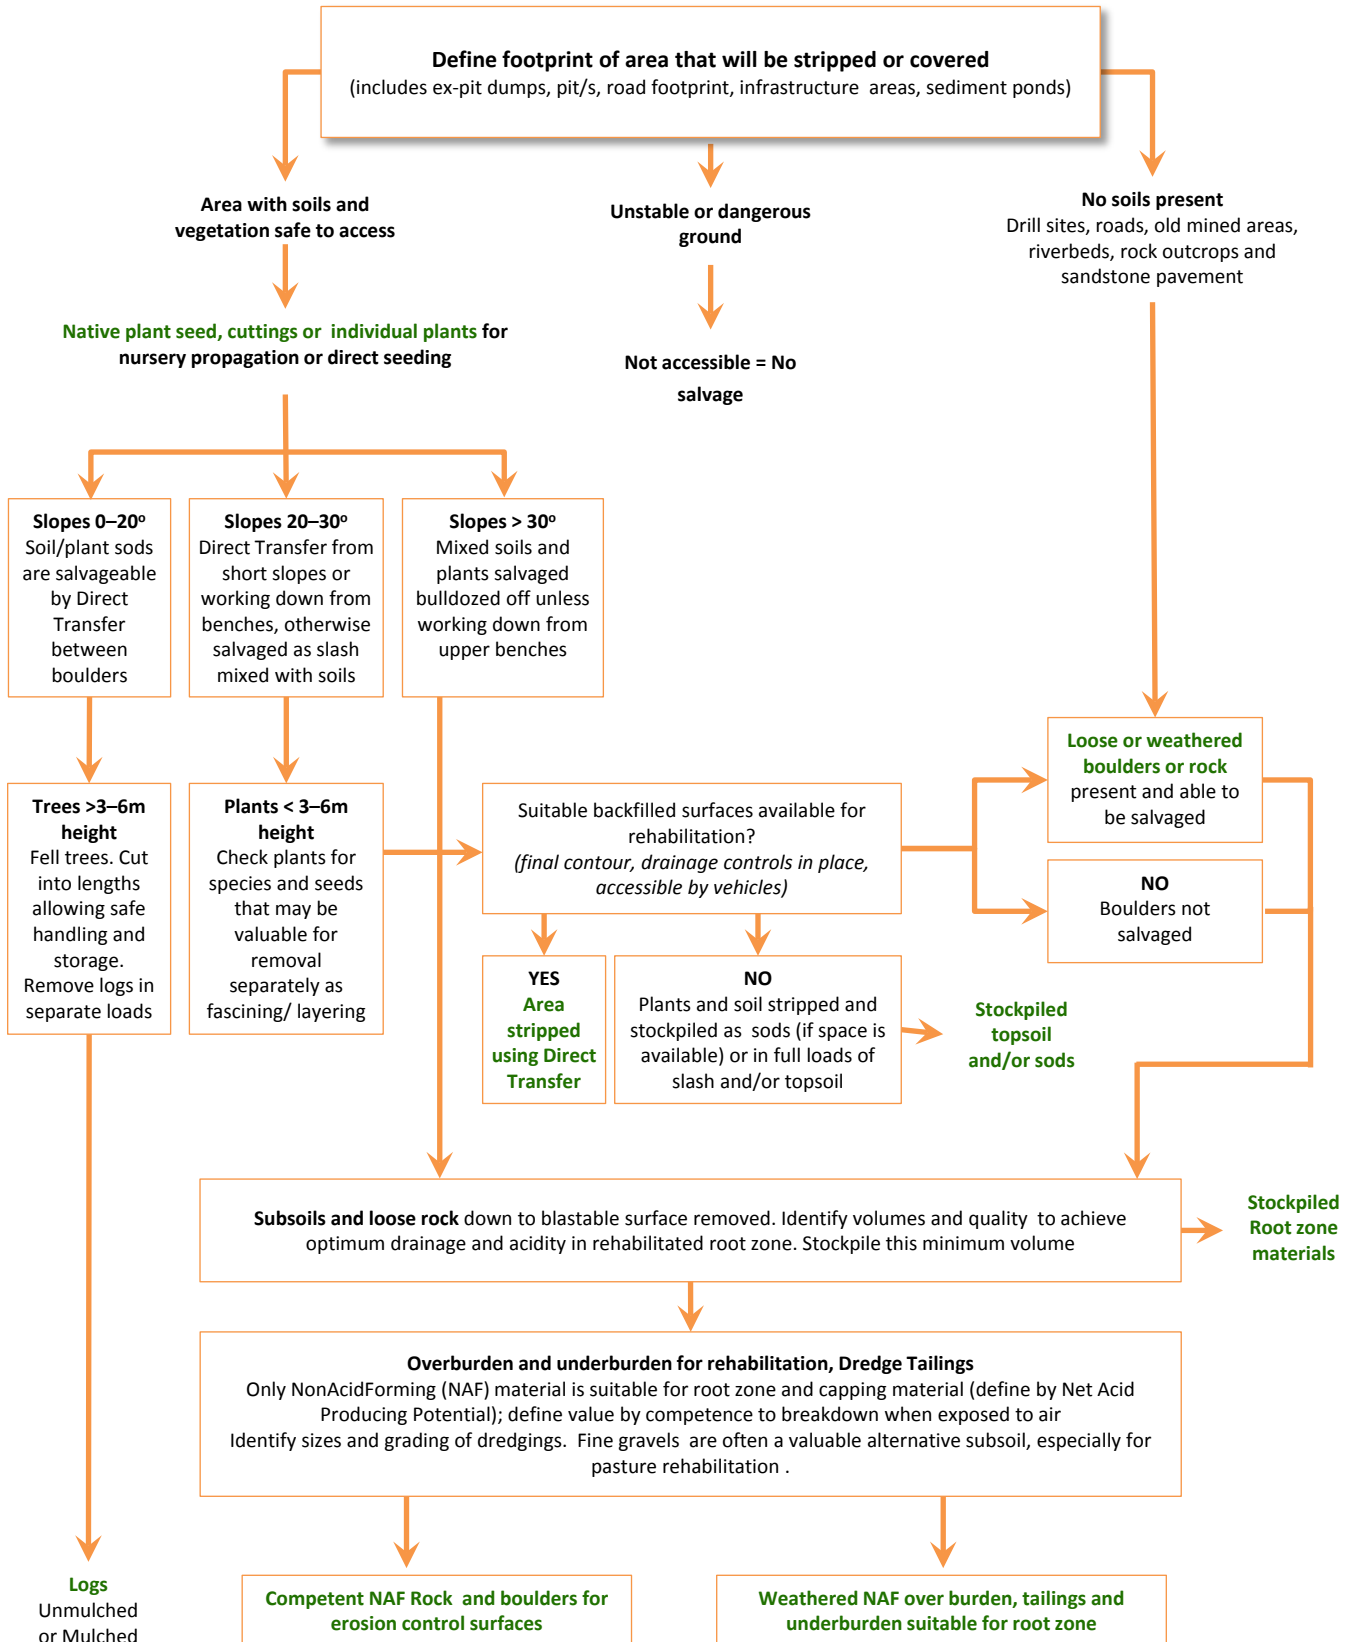 Define footprint of area that will be stripped or covered
(includes ex-pit dumps, pit/s, road footprint, infrastructure areas, sediment ponds)
Area with soils and
vegetation safe to access
Unstable or dangerous
ground
No soils present
Drill sites, roads, old mined areas,
riverbeds, rock outcrops and
sandstone pavement
Native plant seed, cuttings or individual plants for
nursery propagation or direct seeding
Not accessible = No
salvage
Slopes 0–20º
Soil/plant sods
are salvageable
by Direct
Transfer
between
boulders
Slopes 20–30º
Direct Transfer from
short slopes or
working down from
benches, otherwise
salvaged as slash
mixed with soils
Slopes > 30º
Mixed soils and
plants salvaged
bulldozed off unless
working down from
upper benches
Loose or weathered
boulders or rock
present and able to
be salvaged
Trees >3–6m
height
Fell trees. Cut
into lengths
allowing safe
handling and
storage.
Remove logs in
separate loads
Plants < 3–6m
height
Check plants for
species and seeds
that may be
valuable for
removal
separately as
fascining/ layering
Suitable backfilled surfaces available for
rehabilitation?
(final contour, drainage controls in place,
accessible by vehicles)
NO
Boulders not
salvaged
YES
Area
stripped
using Direct
Transfer
NO
Plants and soil stripped and
stockpiled as sods (if space is
available) or in full loads of
slash and/or topsoil
Stockpiled
topsoil
and/or sods
Subsoils and loose rock down to blastable surface removed. Identify volumes and quality to achieve
optimum drainage and acidity in rehabilitated root zone. Stockpile this minimum volume
Stockpiled
Root zone
materials
Overburden and underburden for rehabilitation, Dredge Tailings
Only NonAcidForming (NAF) material is suitable for root zone and capping material (define by Net Acid
Producing Potential); define value by competence to breakdown when exposed to air
Identify sizes and grading of dredgings. Fine gravels are often a valuable alternative subsoil, especially for
pasture rehabilitation .
Logs
Unmulched
or Mulched
Competent NAF Rock and boulders for
erosion control surfaces
Weathered NAF over burden, tailings and
underburden suitable for root zone